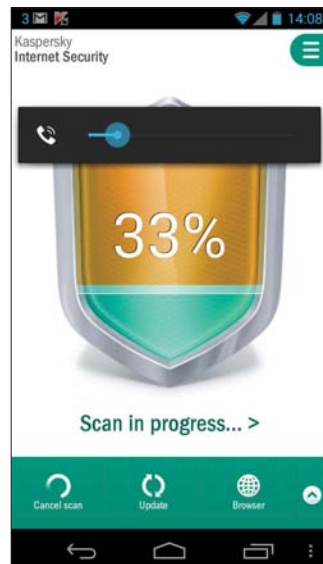 3 14:08
Kaspersky
Internet Security
33%
Scan in progress... >
Cancel scan Update Browser